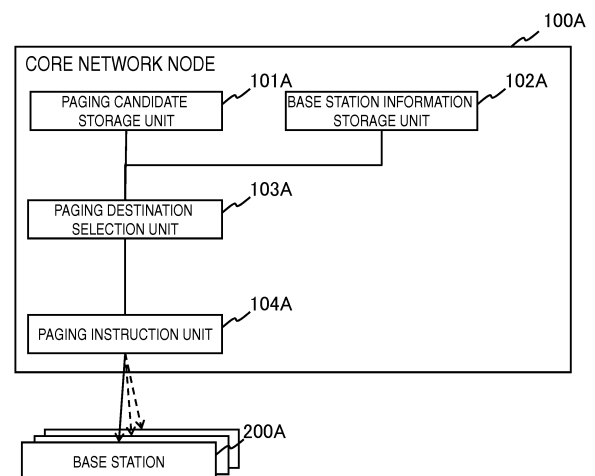 100A
CORE NETWORK NODE
101A
102A
PAGING CANDIDATE
STORAGE UNIT
BASE STATION INFORMATION
STORAGE UNIT
103A
PAGING DESTINATION
SELECTION UNIT
104A
PAGING INSTRUCTION UNIT
200A
BASE STATION